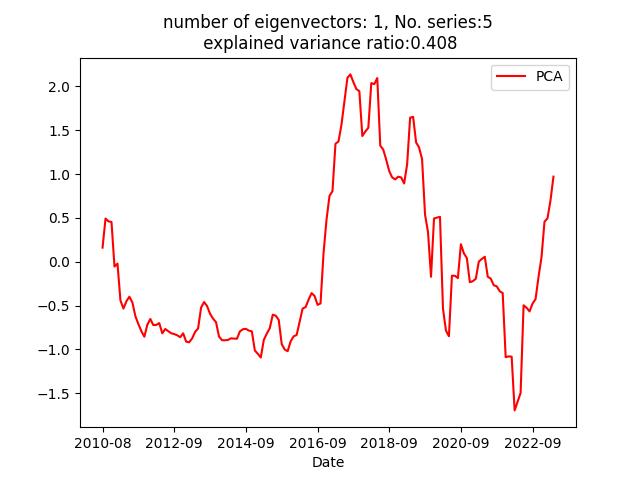 number of eigenvectors: 1, No. series:5
explained variance ratio:0.408
PCA
2.0
1.5
1.0
0.5
0.0
−0.5
−1.0
−1.5
2010-08 2012-09 2014-09 2016-09 2018-09 2020-09 2022-09
Date